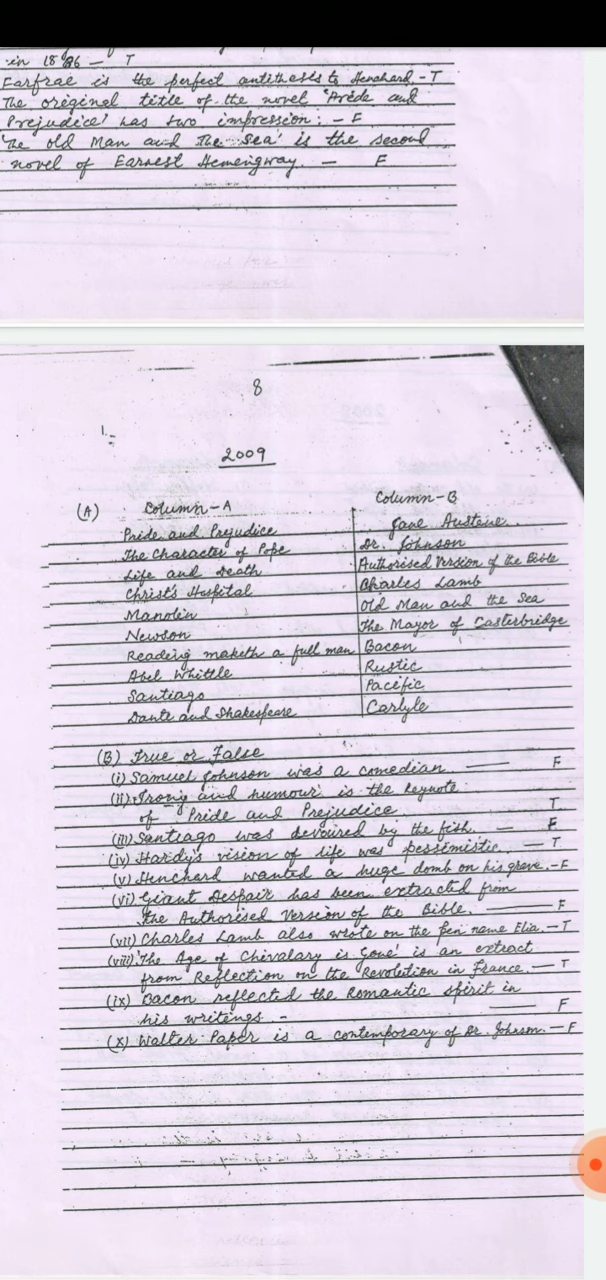 in 1886 – T
Farfrae is the perfect antithesis to Henchard. - T
The original title of the novel 'Pride and
Prejudice' has two impression. - F
'The old Man and The Sea' is the second
novel of Earnest Hemingway. – F
8
1.-
2009
(A) Column-A Column-B
Pride and Prejudice Jane Austane
The Character of Pope Dr. Johnson
Life and Death Authorised Version of the Bible
Christ's Hospital Charles Lamb
Manolin Old Man and the Sea
Newson The Mayor of Casterbridge
Reading maketh a full man Bacon
Abel Whittle Rustic
Santiago Pacific
Dante and Shakespeare Carlyle
(B) True or False
(i) Samuel Johnson was a comedian. — F
(ii) Irony and humour is the keynote
of Pride and Prejudice T
(iii) Santiago was devoured by the fish. — F
(iv) Hardy's vision of life was pessimistic. — T
(v) Henchard wanted a huge domb on his grave. - F
(vi) Giant Despair has been extracted from
the Authorised Version of the Bible. — F
(vii) Charles Lamb also wrote on the pen name Elia. - T
(viii) 'The Age of Chivalary is Gone' is an extract
from Reflection on the Revolution in France. — T
(ix) Bacon reflected the Romantic spirit in
his writings - F
(x) Walter Paper is a contemporary of Dr. Johnson. — F